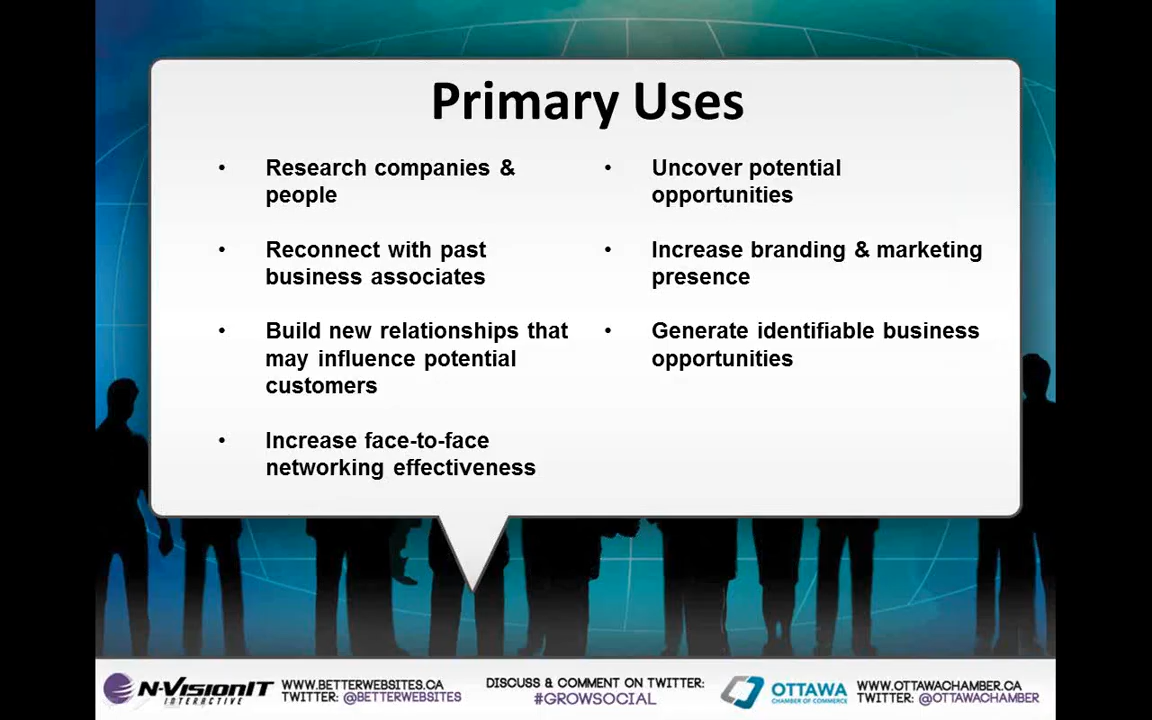 Primary Uses
• Research companies &
people
• Reconnect with past
business associates
• Build new relationships that
may influence potential
customers
• Increase face-to-face
networking effectiveness
• Uncover potential
opportunities
• Increase branding & marketing
presence
• Generate identifiable business
opportunities
N-VISIONIT
INTERACTIVE
WWW.BETTERWEBSITES.CA
TWITTER: @BETTERWEBSITES
DISCUSS & COMMENT ON TWITTER:
#GROWSOCIAL
OTTAWA
CHAMBER OF COMMERCE
WWW.OTTAWACHAMBER.CA
TWITTER: @OTTAWACHAMBER